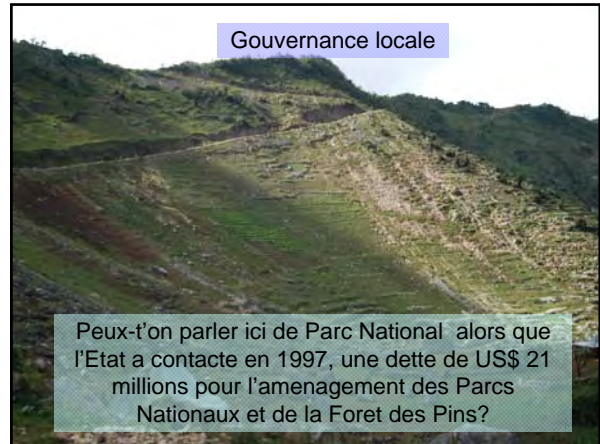 Gouvernance locale
Peux-t'on parler ici de Parc National alors que
l'Etat a contacte en 1997, une dette de US$ 21
millions pour l'amenagement des Parcs
Nationaux et de la Foret des Pins?